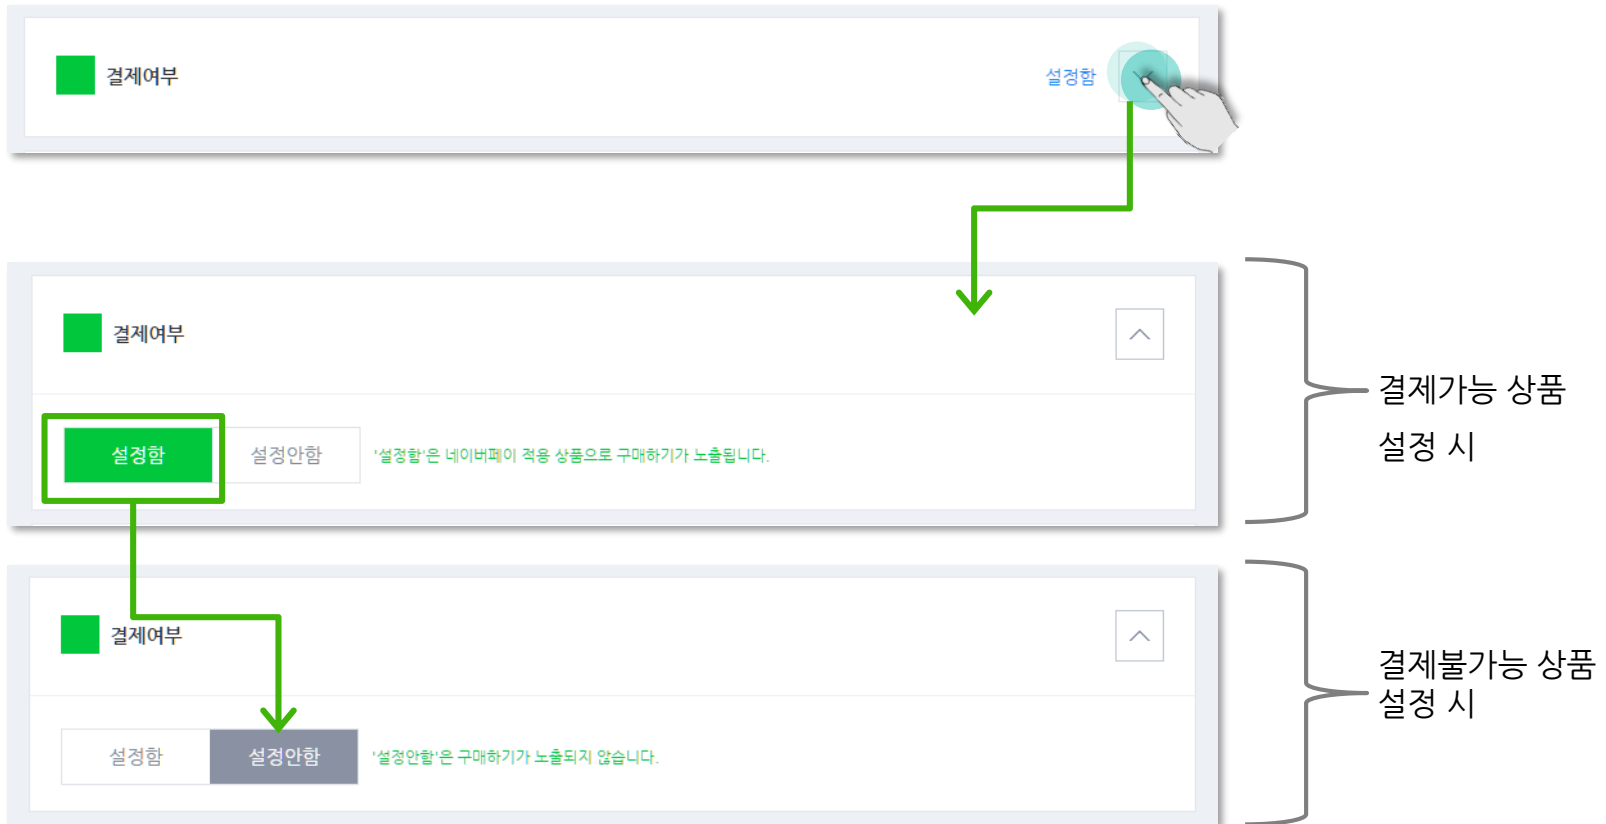 결제여부
설정함
결제여부
설정함
설정안함
'설정함'은 네이버페이 적용 상품으로 구매하기가 노출됩니다.
결제가능 상품
설정 시
결제여부
설정함
설정안함
'설정안함'은 구매하기가 노출되지 않습니다.
결제불가능 상품
설정 시